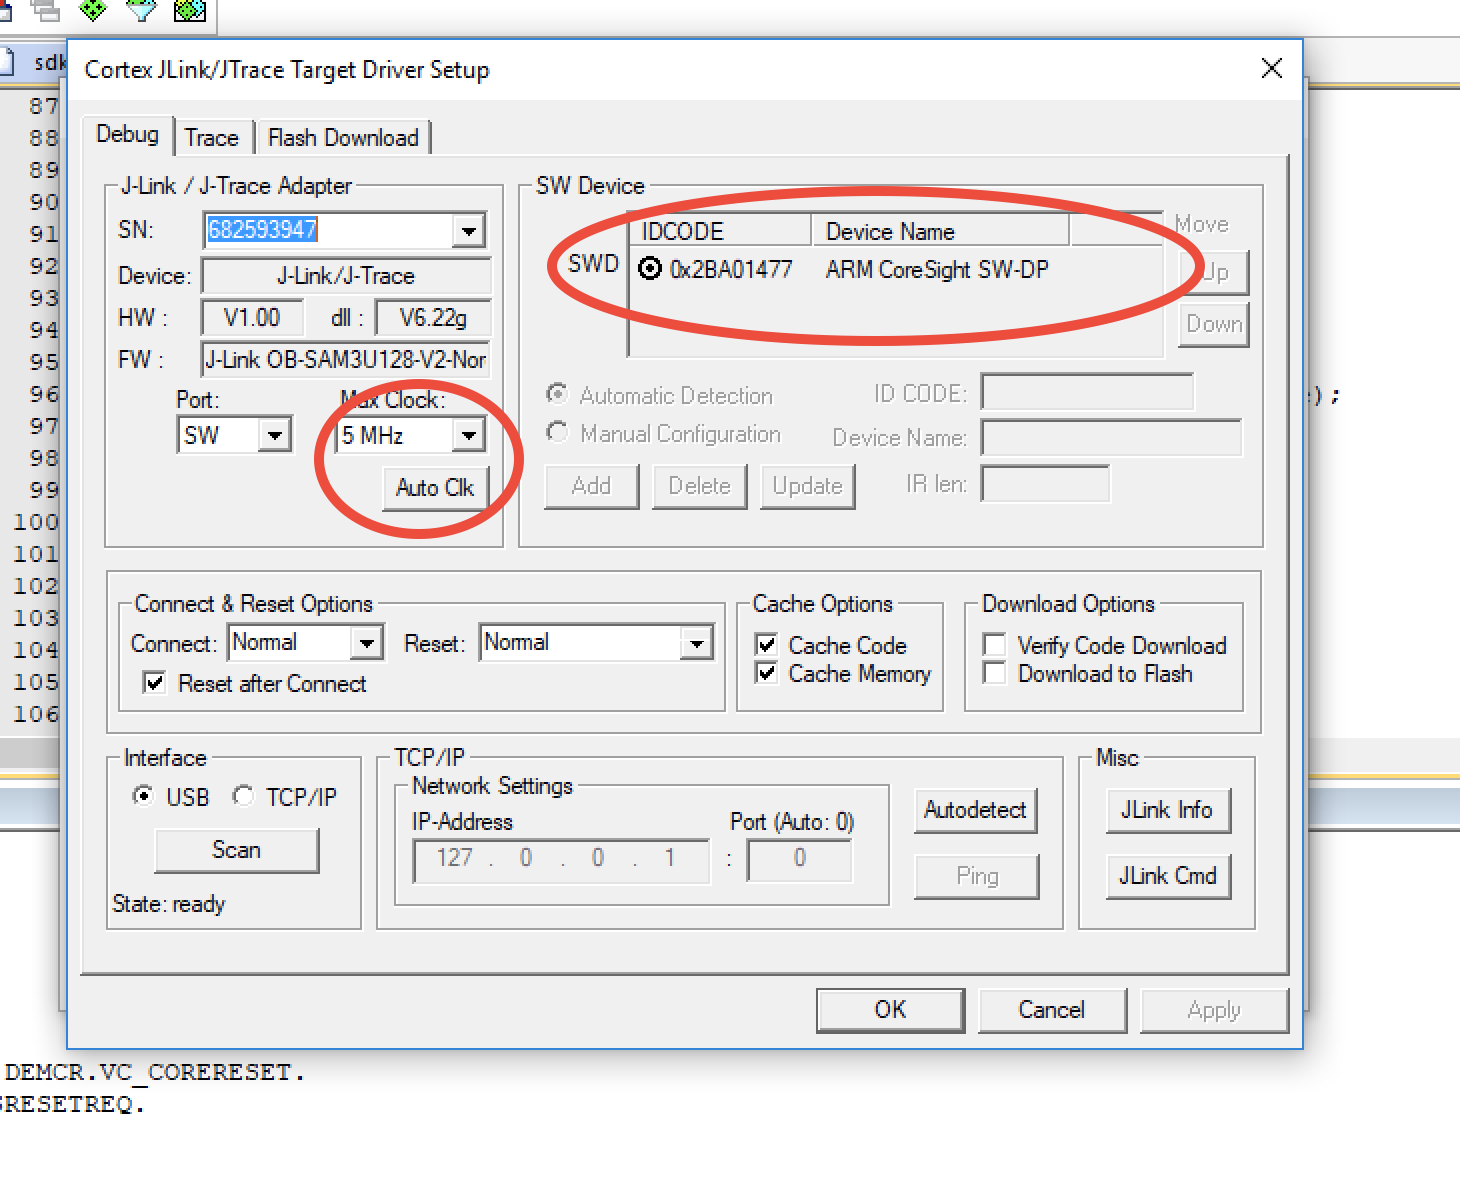 sdk
Cortex JLink/JTrace Target Driver Setup
Debug
Trace
Flash Download
J-Link / J-Trace Adapter
SN:
682593947
Device:
J-Link/J-Trace
HW :
V1.00
dll :
V6.22g
FW :
J-Link OB-SAM3U128-V2-Nor
Port:
Max Clock:
SW
5 MHz
Auto Clk
SW Device
IDCODE
Device Name
Move
SWD
0x2BA01477
ARM CoreSight SW-DP
Up
Down
Automatic Detection
ID CODE:
Manual Configuration
Device Name:
Add
Delete
Update
IR len:
Connect & Reset Options
Connect:
Normal
Reset:
Normal
Reset after Connect
Cache Options
Cache Code
Cache Memory
Download Options
Verify Code Download
Download to Flash
Interface
USB
TCP/IP
Scan
State: ready
TCP/IP
Network Settings
IP-Address
Port (Auto: 0)
127 . 0 . 0 . 1
:
0
Autodetect
Ping
Misc
JLink Info
JLink Cmd
OK
Cancel
Apply
87
88
89
90
91
92
93
94
95
96
);
97
98
99
100
101
102
103
104
105
106
DEMCR.VC_CORERESET.
SRESETREQ.